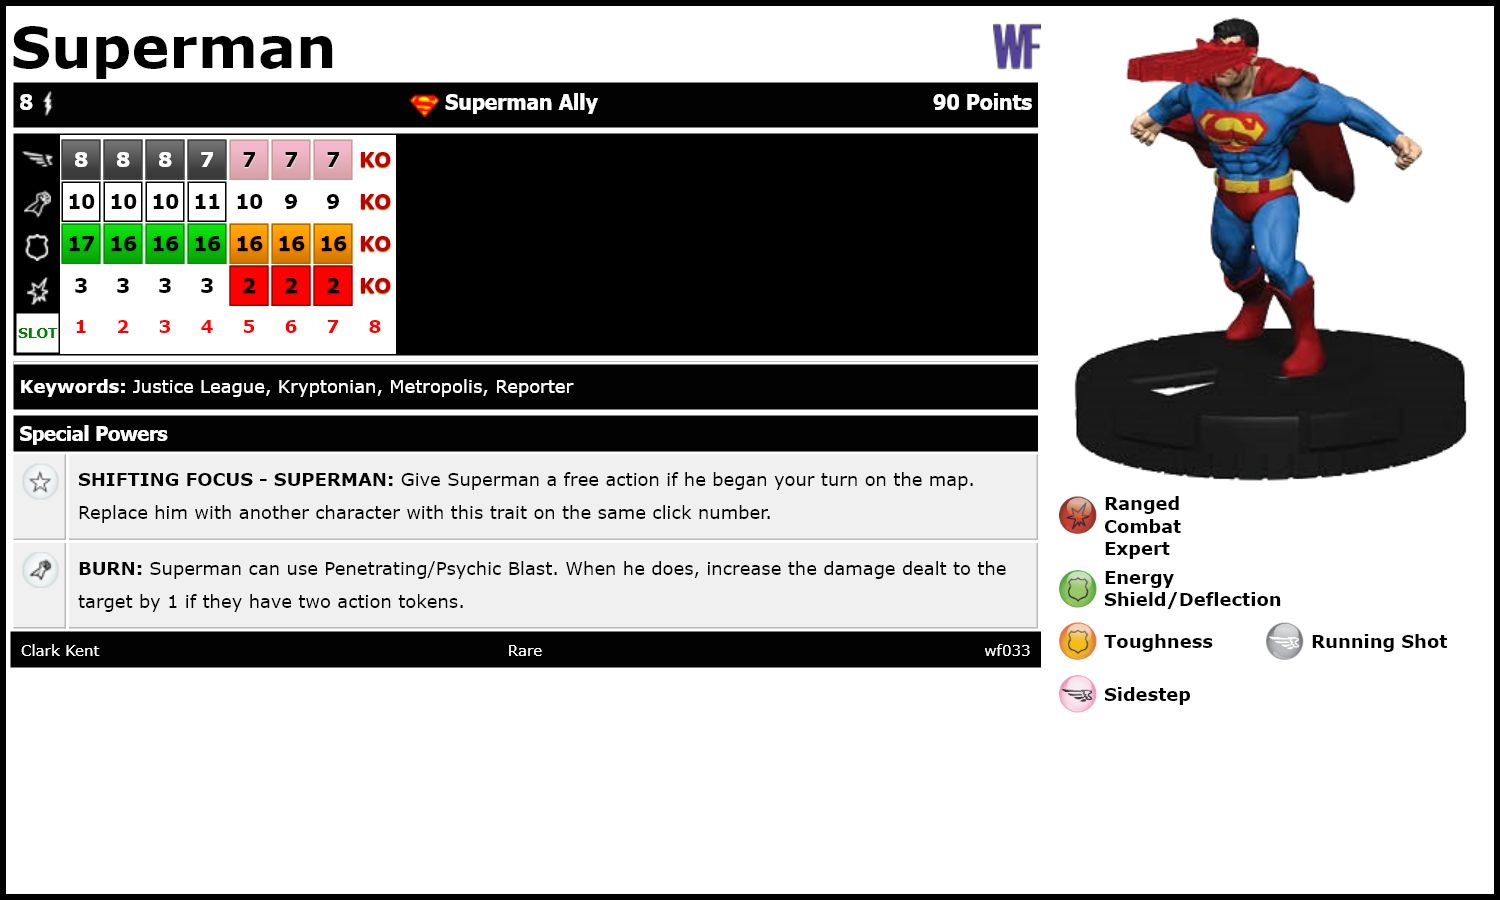 Superman
WF
8 Superman Ally 90 Points
8 8 8 7 7 7 7 KO
10 10 10 11 10 9 9 KO
17 16 16 16 16 16 16 KO
3 3 3 3 2 2 2 KO
SLOT 1 2 3 4 5 6 7 8
Keywords: Justice League, Kryptonian, Metropolis, Reporter
Special Powers
SHIFTING FOCUS - SUPERMAN: Give Superman a free action if he began your turn on the map.
Replace him with another character with this trait on the same click number.
BURN: Superman can use Penetrating/Psychic Blast. When he does, increase the damage dealt to the
target by 1 if they have two action tokens.
Clark Kent Rare wf033
Ranged
Combat
Expert
Energy
Shield/Deflection
Toughness Running Shot
Sidestep